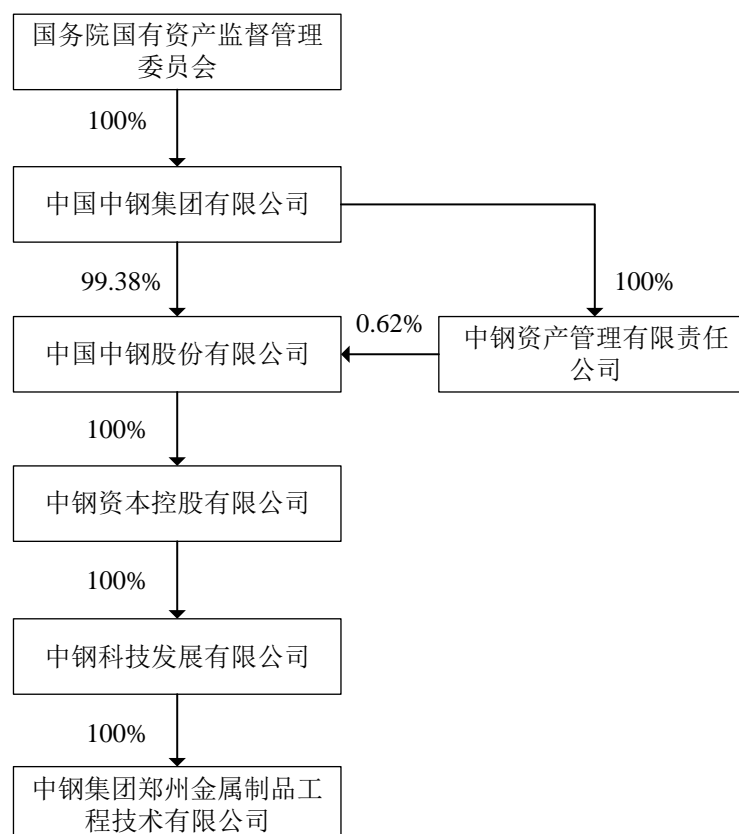 国务院国有资产监督管理
委员会
100%
中国中钢集团有限公司
99.38%
100%
0.62%
中国中钢股份有限公司
中钢资产管理有限责任
公司
100%
中钢资本控股有限公司
100%
中钢科技发展有限公司
100%
中钢集团郑州金属制品工
程技术有限公司